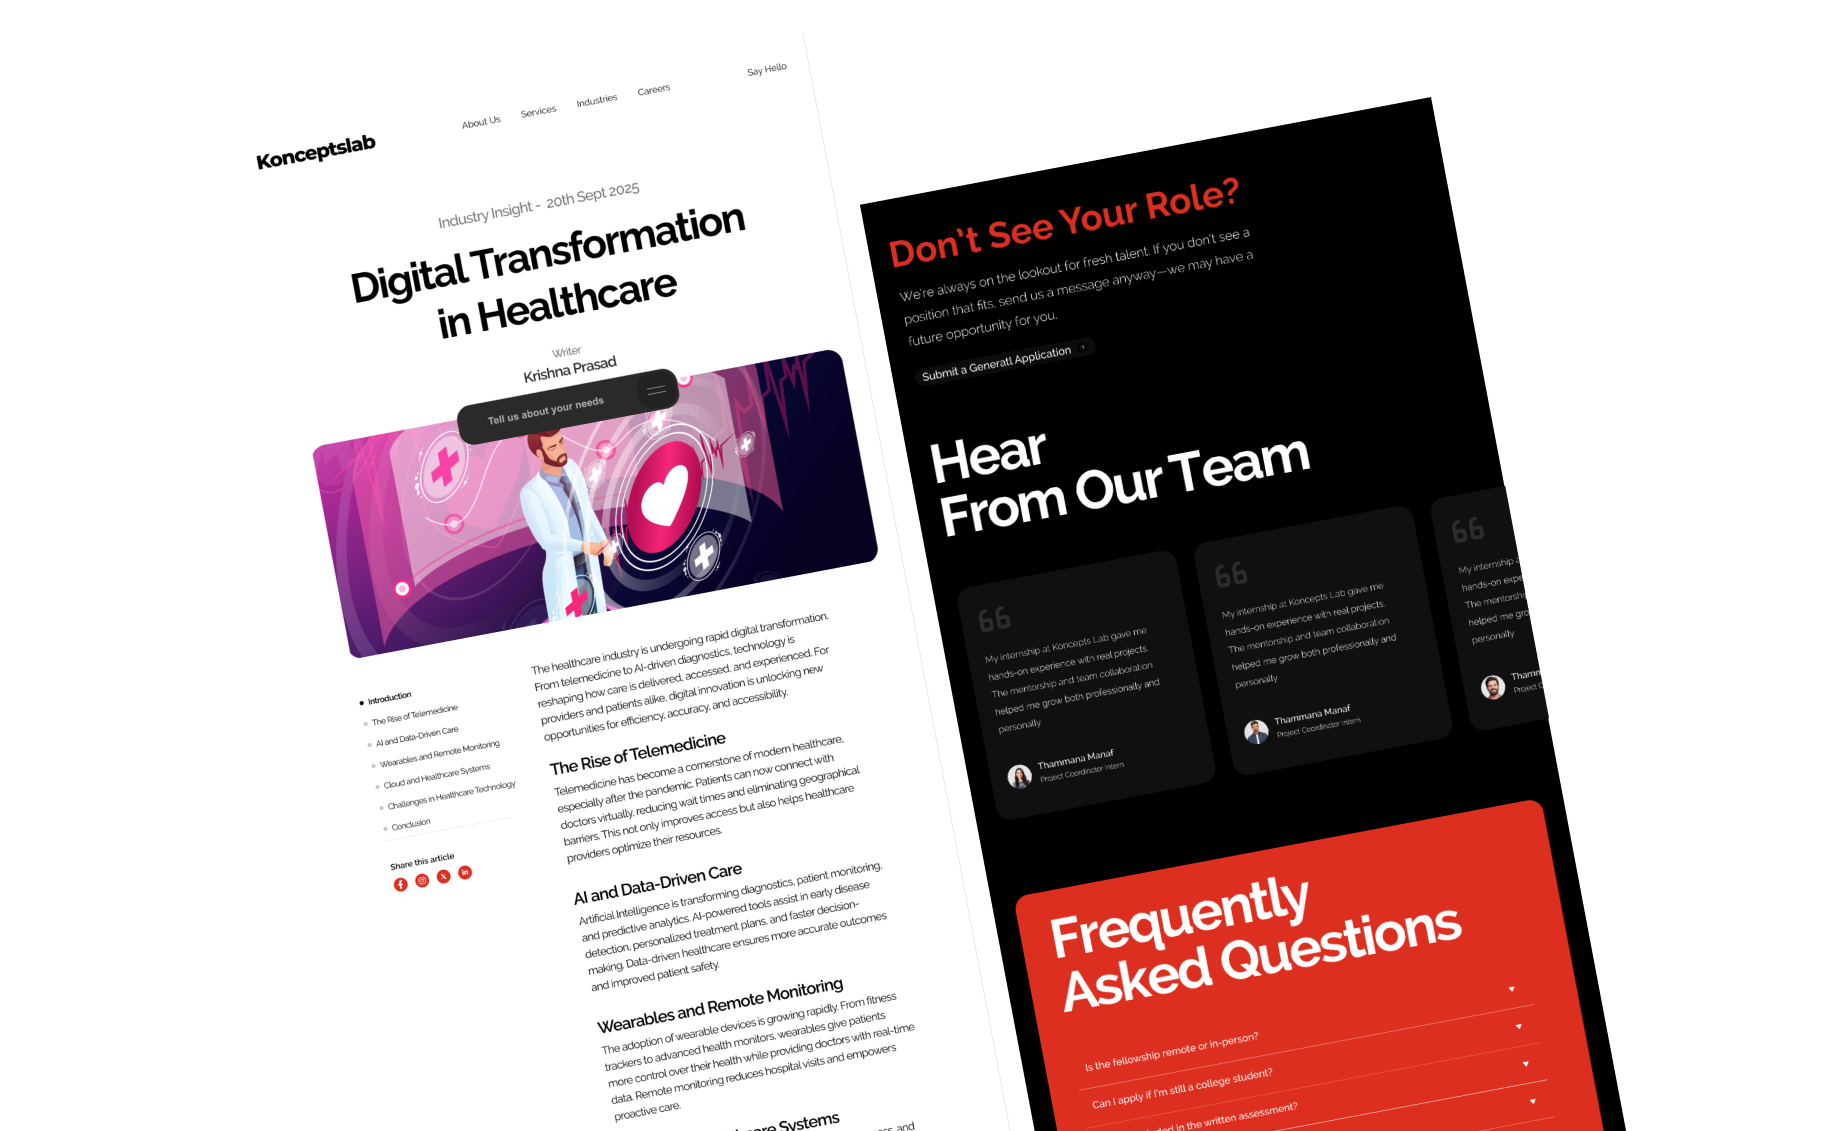 Konceptslab
About Us
Services
Industries
Careers
Say Hello
Industry Insight - 20th Sept 2025
Digital Transformation
in Healthcare
Writer
Krishna Prasad
Tell us about your needs
Introduction
The Rise of Telemedicine
AI and Data-Driven Care
Wearables and Remote Monitoring
Cloud and Healthcare Systems
Challenges in Healthcare Technology
Conclusion
Share this article
The healthcare industry is undergoing rapid digital transformation.
From telemedicine to AI-driven diagnostics, technology is
reshaping how care is delivered, accessed, and experienced. For
providers and patients alike, digital innovation is unlocking new
opportunities for efficiency, accuracy, and accessibility.
The Rise of Telemedicine
Telemedicine has become a cornerstone of modern healthcare,
especially after the pandemic. Patients can now connect with
doctors virtually, reducing wait times and eliminating geographical
barriers. This not only improves access but also helps healthcare
providers optimize their resources.
AI and Data-Driven Care
Artificial Intelligence is transforming diagnostics, patient monitoring,
and predictive analytics. AI-powered tools assist in early disease
detection, personalized treatment plans, and faster decision-
making. Data-driven healthcare ensures more accurate outcomes
and improved patient safety.
Wearables and Remote Monitoring
The adoption of wearable devices is growing rapidly. From fitness
trackers to advanced health monitors, wearables give patients
more control over their health while providing doctors with real-time
data. Remote monitoring reduces hospital visits and empowers
proactive care.
Systems
and
Don't See Your Role?
We're always on the lookout for fresh talent. If you don't see a
position that fits, send us a message anyway—we may have a
future opportunity for you.
Submit a Generatl Application
Hear
From Our Team
My internship at Koncepts Lab gave me
hands-on experience with real projects.
The mentorship and team collaboration
helped me grow both professionally and
personally
Thammana Manaf
Project Coordinator Intern
My internship at Koncepts Lab gave me
hands-on experience with real projects.
The mentorship and team collaboration
helped me grow both professionally and
personally
Thammana Manaf
Project Coordinator Intern
My internship
hands-on
The
helped me
personally
Project
Frequently
Asked Questions
Is the fellowship remote or in-person?
Can I apply if I'm still a college student?
in the written assessment?